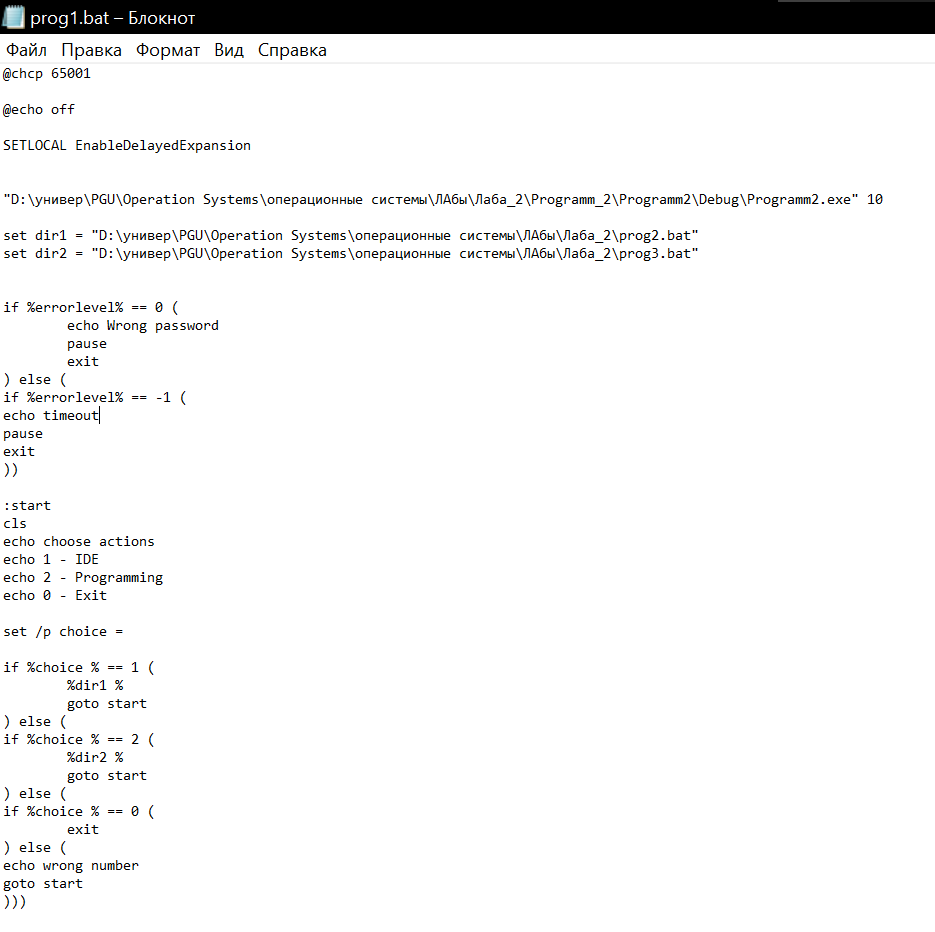 prog1.bat – Блокнот
Файл Правка Формат Вид Справка
@chcp 65001
@echo off
SETLOCAL EnableDelayedExpansion
"D:\универ\PGU\Operation Systems\операционные системы\ЛАбы\Лаба_2\Programm_2\Programm2\Debug\Programm2.exe" 10
set dir1 = "D:\универ\PGU\Operation Systems\операционные системы\ЛАбы\Лаба_2\prog2.bat"
set dir2 = "D:\универ\PGU\Operation Systems\операционные системы\ЛАбы\Лаба_2\prog3.bat"
if %errorlevel% == 0 (
echo Wrong password
pause
exit
) else (
if %errorlevel% == -1 (
echo timeout
pause
exit
))
:start
cls
echo choose actions
echo 1 - IDE
echo 2 - Programming
echo 0 - Exit
set /p choice =
if %choice % == 1 (
%dir1 %
goto start
) else (
if %choice % == 2 (
%dir2 %
goto start
) else (
if %choice % == 0 (
exit
) else (
echo wrong number
goto start
)))